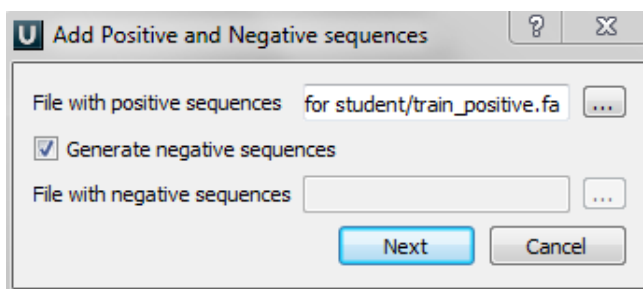 U Add Positive and Negative sequences ?
File with positive sequences for student/train_positive.fa ...
Generate negative sequences
File with negative sequences ...
Next Cancel